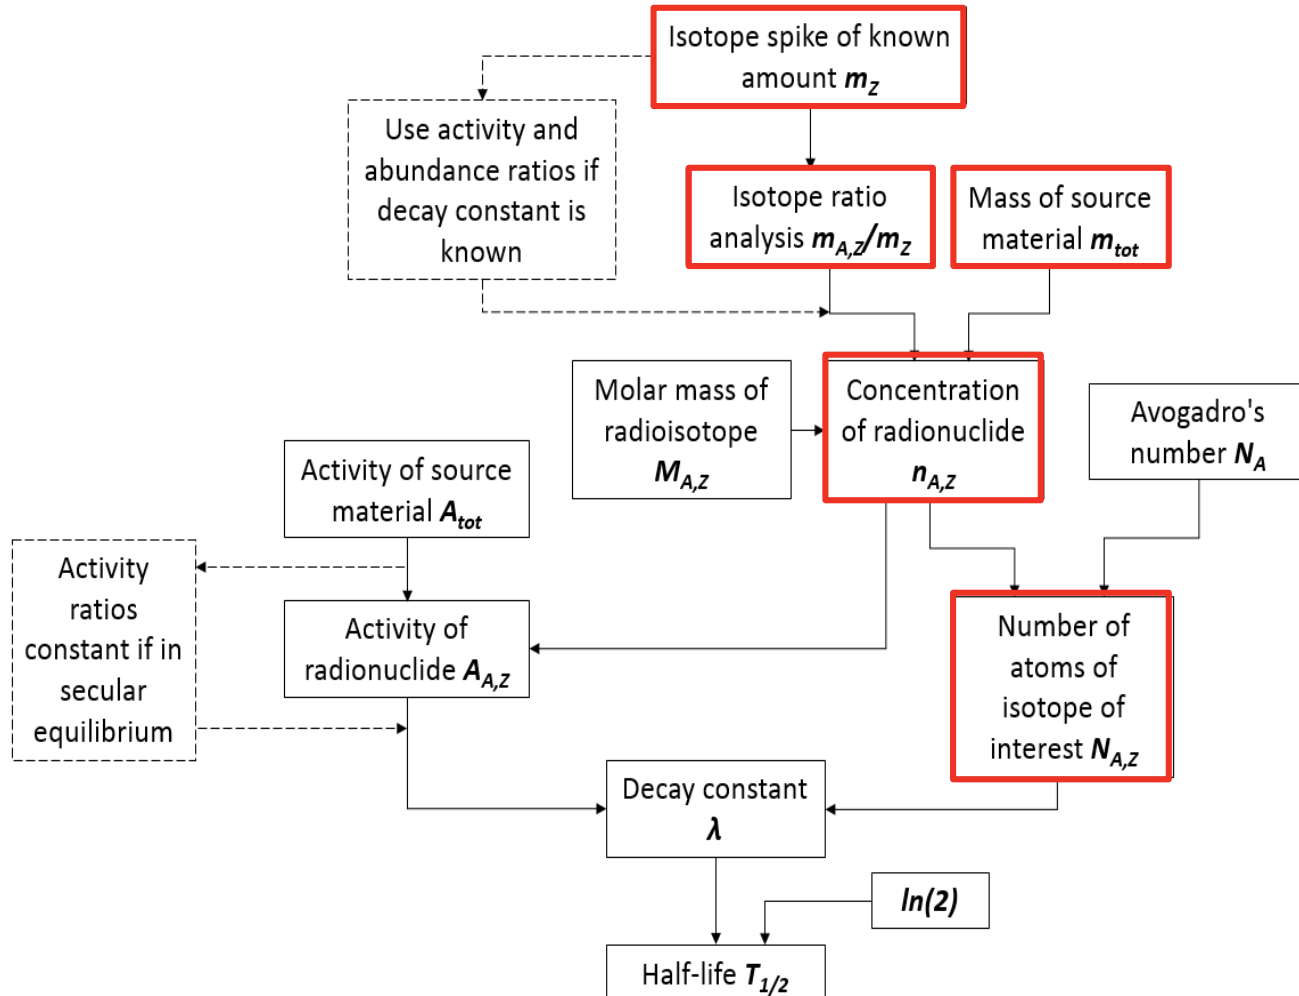 Isotope spike of known
amount m_Z
Use activity and
abundance ratios if
decay constant is
known
Isotope ratio
analysis m_A,Z/m_Z
Mass of source
material m_tot
Molar mass of
radioisotope
M_A,Z
Concentration
of radionuclide
n_A,Z
Avogadro's
number N_A
Activity of source
material A_tot
Activity
ratios
constant if in
secular
equilibrium
Activity of
radionuclide A_A,Z
Number of
atoms of
isotope of
interest N_A,Z
Decay constant
λ
ln(2)
Half-life T_1/2